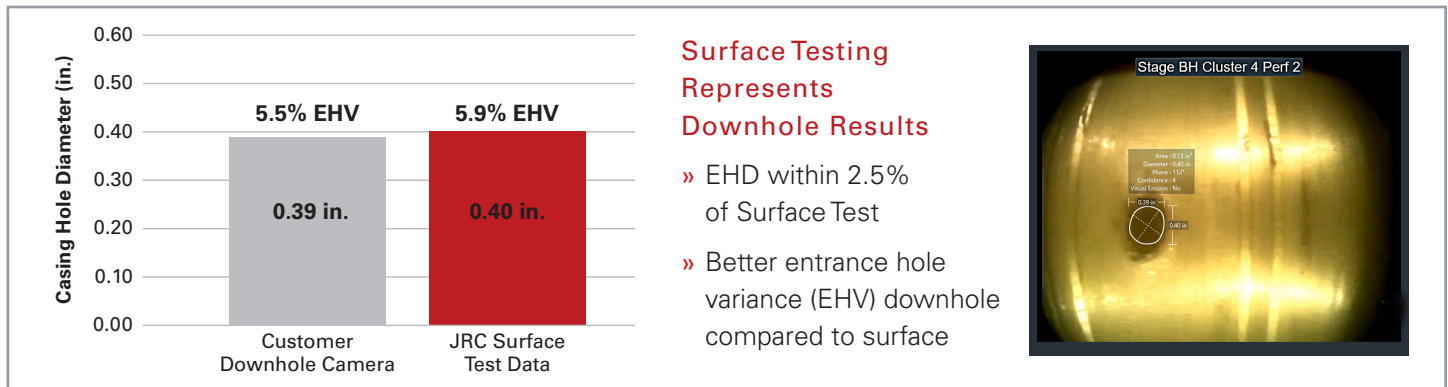 0.60
0.50
0.40
0.30
0.20
0.10
0.00
Casing Hole Diameter (in.)
5.5% EHV
5.9% EHV
0.39 in.
0.40 in.
Customer
Downhole Camera
JRC Surface
Test Data
Surface Testing
Represents
Downhole Results
» EHD within 2.5%
of Surface Test
» Better entrance hole
variance (EHV) downhole
compared to surface
Stage BH Cluster 4 Perf 2
Area : 0.13 in²
Diameter : 0.40 in
Phase : 112°
Confidence : 4
Visual Erosion : No
0.39 in
0.40 in